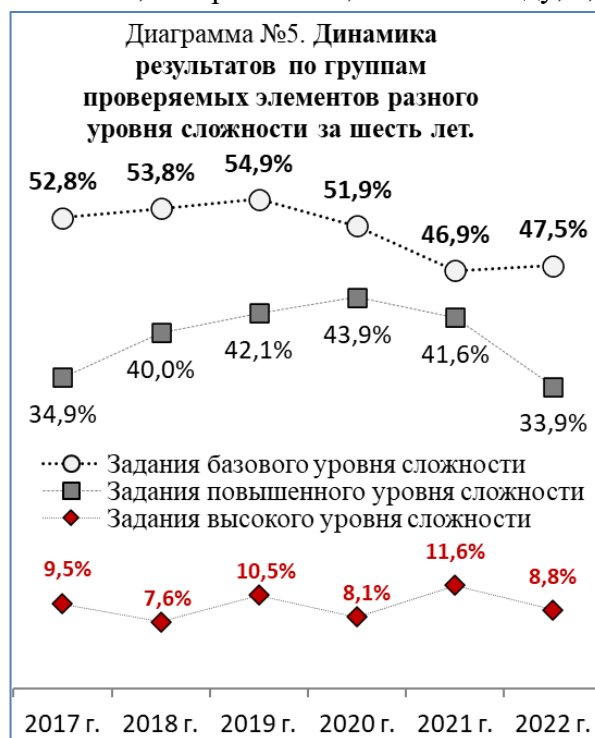 Диаграмма №5. Динамика
результатов по группам
проверяемых элементов разного
уровня сложности за шесть лет.
52,8% 53,8% 54,9% 51,9% 46,9% 47,5%
34,9% 40,0% 42,1% 43,9% 41,6% 33,9%
Задания базового уровня сложности
Задания повышенного уровня сложности
Задания высокого уровня сложности
9,5% 7,6% 10,5% 8,1% 11,6% 8,8%
2017 г. 2018 г. 2019 г. 2020 г. 2021 г. 2022 г.